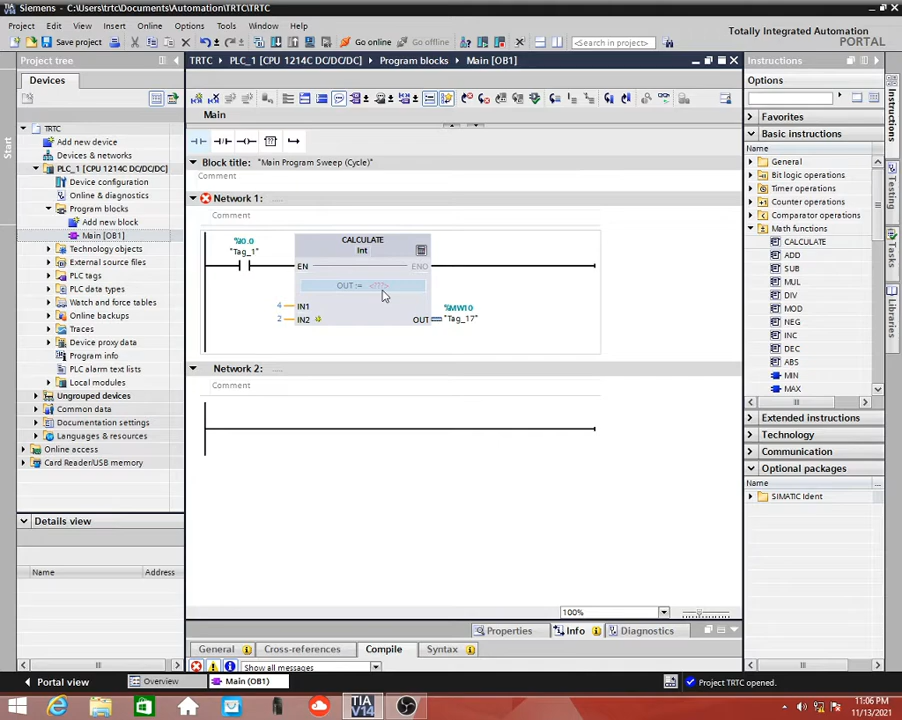 Siemens - C:\Users\trtc\Documents\Automation\TRTC\TRTC
Project Edit View Insert Online Options Tools Window Help
Totally Integrated Automation
PORTAL
Save project
Go online
Go offline
<Search in project>
Project tree
TRTC ▸ PLC_1 [CPU 1214C DC/DC/DC] ▸ Program blocks ▸ Main [OB1]
Instructions
Devices
Options
Main
Favorites
Basic instructions
Name
General
Bit logic operations
Timer operations
Counter operations
Comparator operations
Math functions
CALCULATE
ADD
SUB
MUL
DIV
MOD
NEG
INC
DEC
ABS
MIN
MAX
Extended instructions
Technology
Communication
Optional packages
Name
SIMATIC Ident
Start
TRTC
Add new device
Devices & networks
PLC_1 [CPU 1214C DC/DC/DC]
Device configuration
Online & diagnostics
Program blocks
Add new block
Main [OB1]
Technology objects
External source files
PLC tags
PLC data types
Watch and force tables
Online backups
Traces
Device proxy data
Program info
PLC alarm text lists
Local modules
Ungrouped devices
Common data
Documentation settings
Languages & resources
Online access
Card Reader/USB memory
Details view
Name Address
Block title: "Main Program Sweep (Cycle)"
Comment
Network 1:
Comment
%I0.0
"Tag_1"
CALCULATE
Int
EN ENO
OUT := <???>
4 IN1
2 IN2
OUT
%MW10
"Tag_17"
Network 2:
Comment
100%
Properties Info Diagnostics
General Cross-references Compile Syntax
Show all messages
Instructions
Testing
Tasks
Libraries
Portal view
Overview
Main (OB1)
Project TRTC opened.
TIA
V14
11:06 PM
11/13/2021